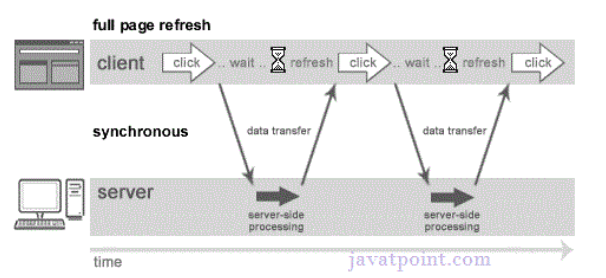 full page refresh
client
click .. wait .. refresh click .. wait .. refresh click
synchronous
data transfer data transfer
server
server-side processing
server-side processing
time
javatpoint.com